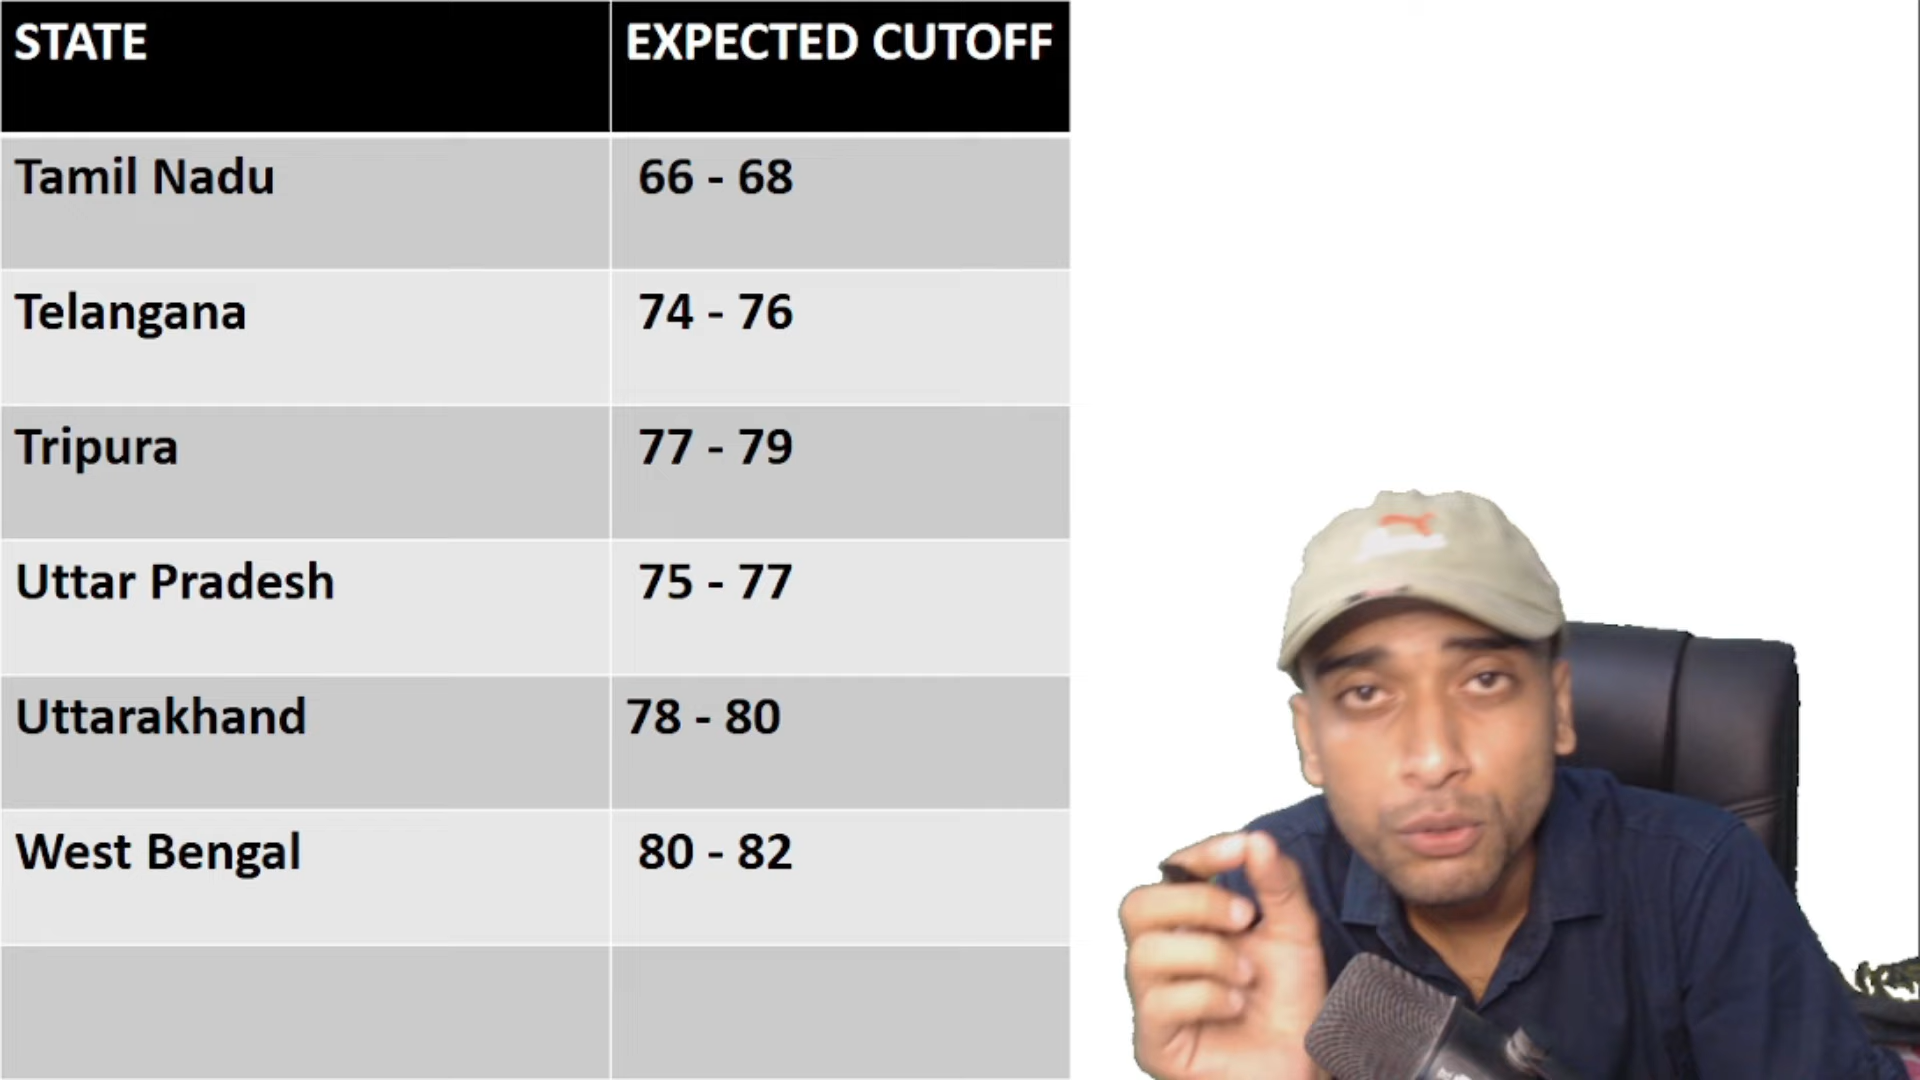 STATE EXPECTED CUTOFF
Tamil Nadu 66 - 68
Telangana 74 - 76
Tripura 77 - 79
Uttar Pradesh 75 - 77
Uttarakhand 78 - 80
West Bengal 80 - 82